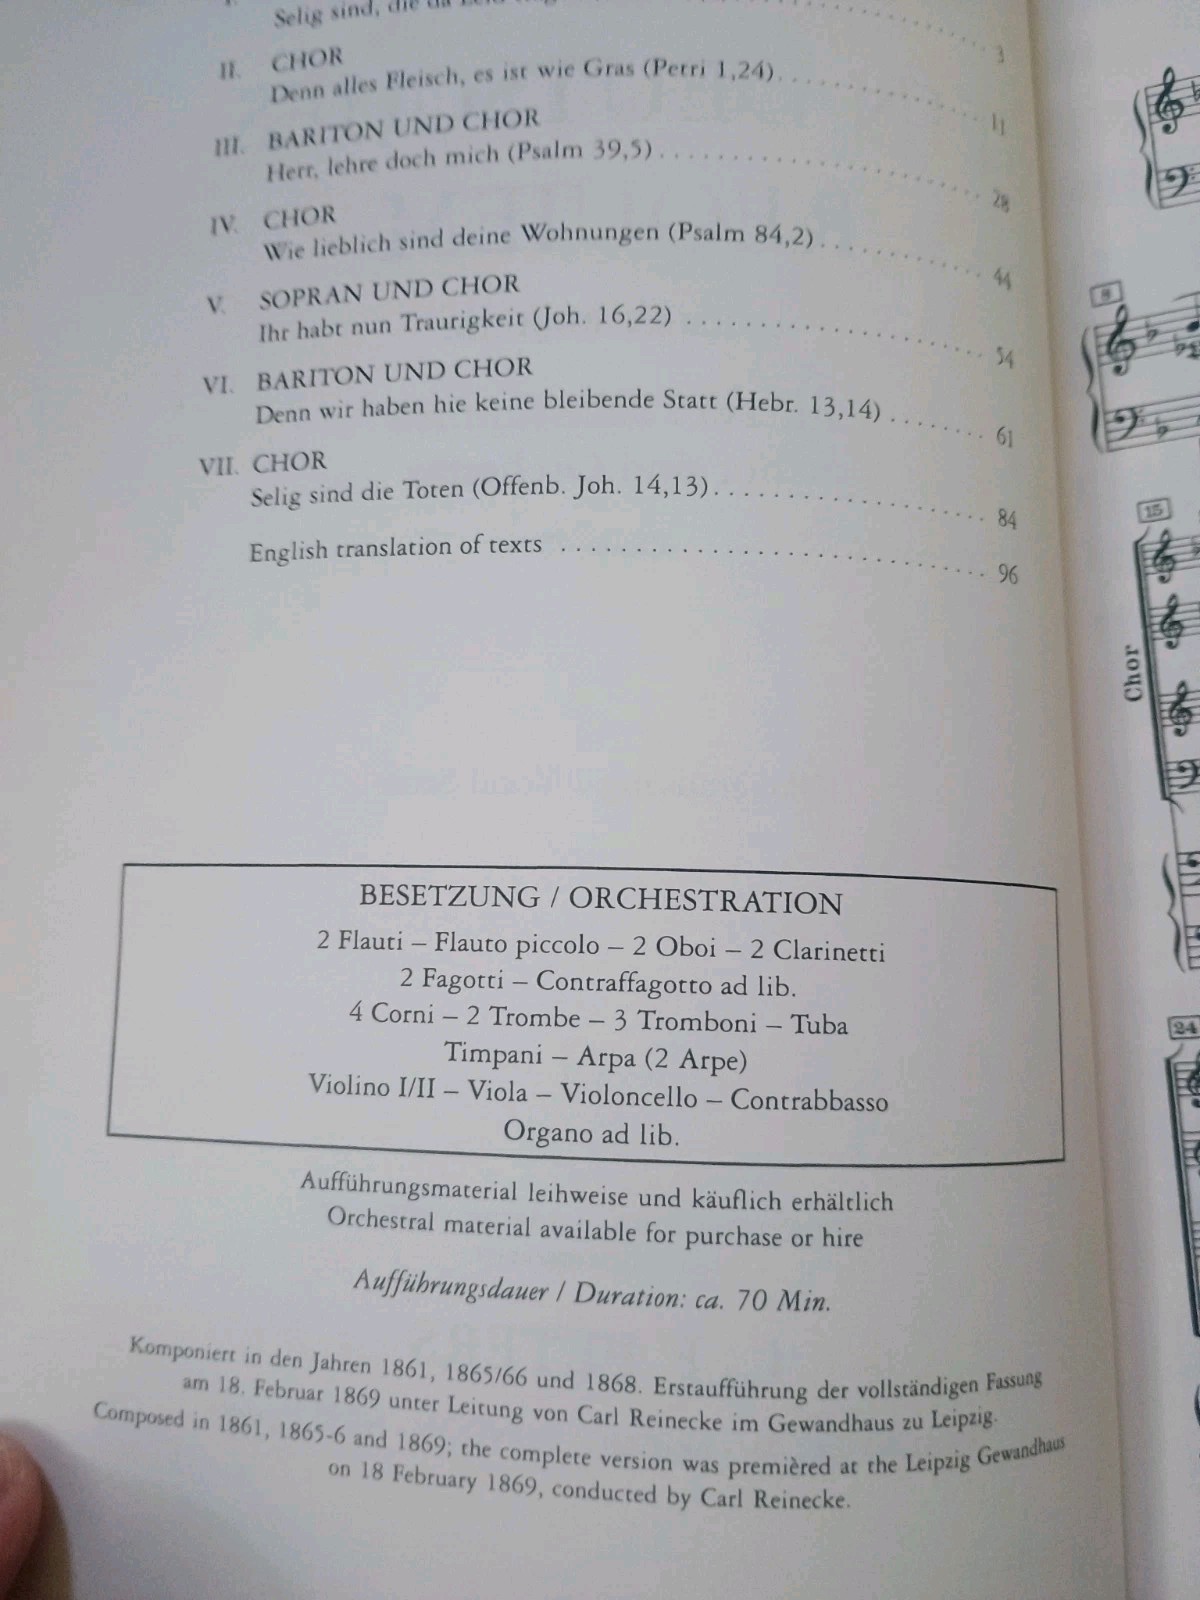 Selig sind, die da
II. CHOR
Denn alles Fleisch, es ist wie Gras (Petri 1,24) 11
III. BARITON UND CHOR
Herr, lehre doch mich (Psalm 39,5) 28
IV. CHOR
Wie lieblich sind deine Wohnungen (Psalm 84,2) 44
V. SOPRAN UND CHOR
Ihr habt nun Traurigkeit (Joh. 16,22) 54
VI. BARITON UND CHOR
Denn wir haben hie keine bleibende Statt (Hebr. 13,14) 61
VII. CHOR
Selig sind die Toten (Offenb. Joh. 14,13) 84
English translation of texts 96
BESETZUNG / ORCHESTRATION
2 Flauti – Flauto piccolo – 2 Oboi – 2 Clarinetti
2 Fagotti – Contraffagotto ad lib.
4 Corni – 2 Trombe – 3 Tromboni – Tuba
Timpani – Arpa (2 Arpe)
Violino I/II – Viola – Violoncello – Contrabbasso
Organo ad lib.
Aufführungsmaterial leihweise und käuflich erhältlich
Orchestral material available for purchase or hire
Aufführungsdauer / Duration: ca. 70 Min.
Komponiert in den Jahren 1861, 1865/66 und 1868. Erstaufführung der vollständigen Fassung
am 18. Februar 1869 unter Leitung von Carl Reinecke im Gewandhaus zu Leipzig.
Composed in 1861, 1865-6 and 1869; the complete version was premièred at the Leipzig Gewandhaus
on 18 February 1869, conducted by Carl Reinecke.
8
15
Chor
24